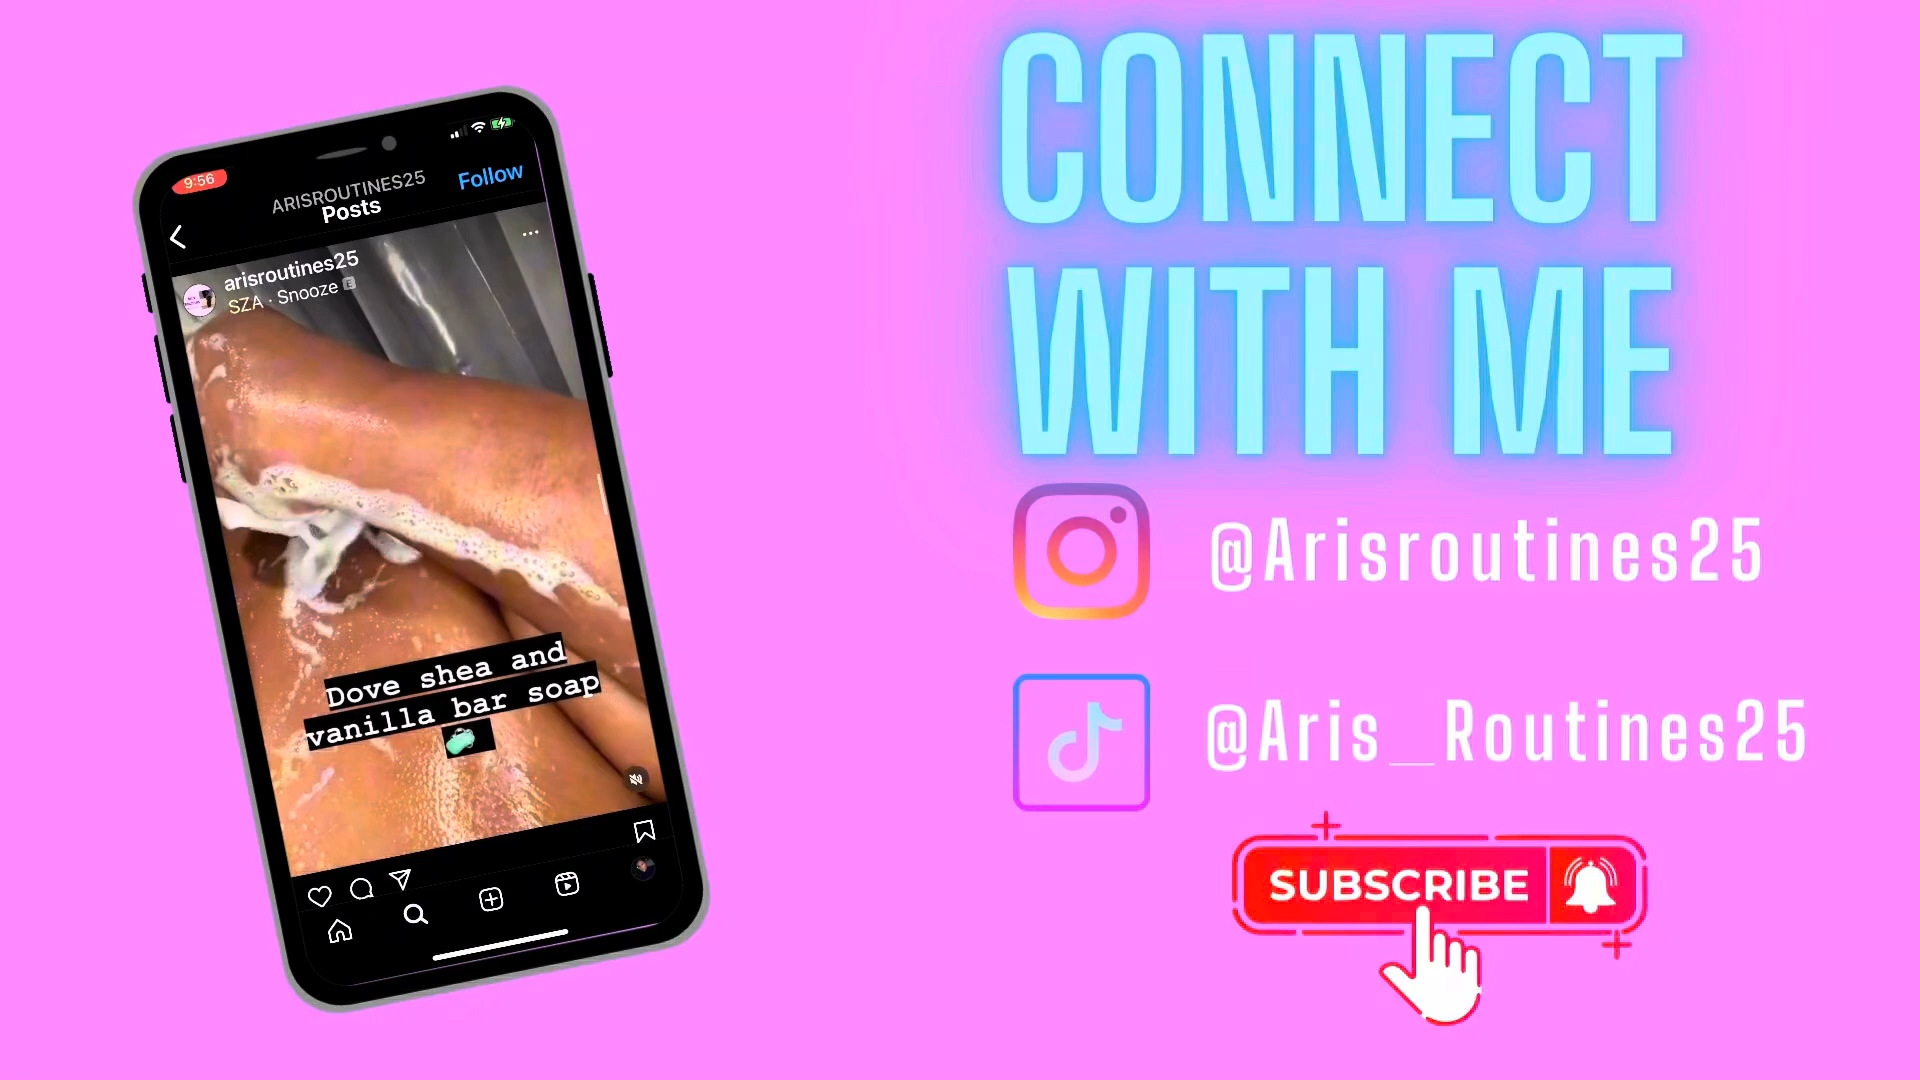 9:56
ARISROUTINES25
Posts
Follow
arisroutines25
SZA · Snooze E
Dove shea and
vanilla bar soap
CONNECT
WITH ME
@Arisroutines25
@Aris_Routines25
SUBSCRIBE